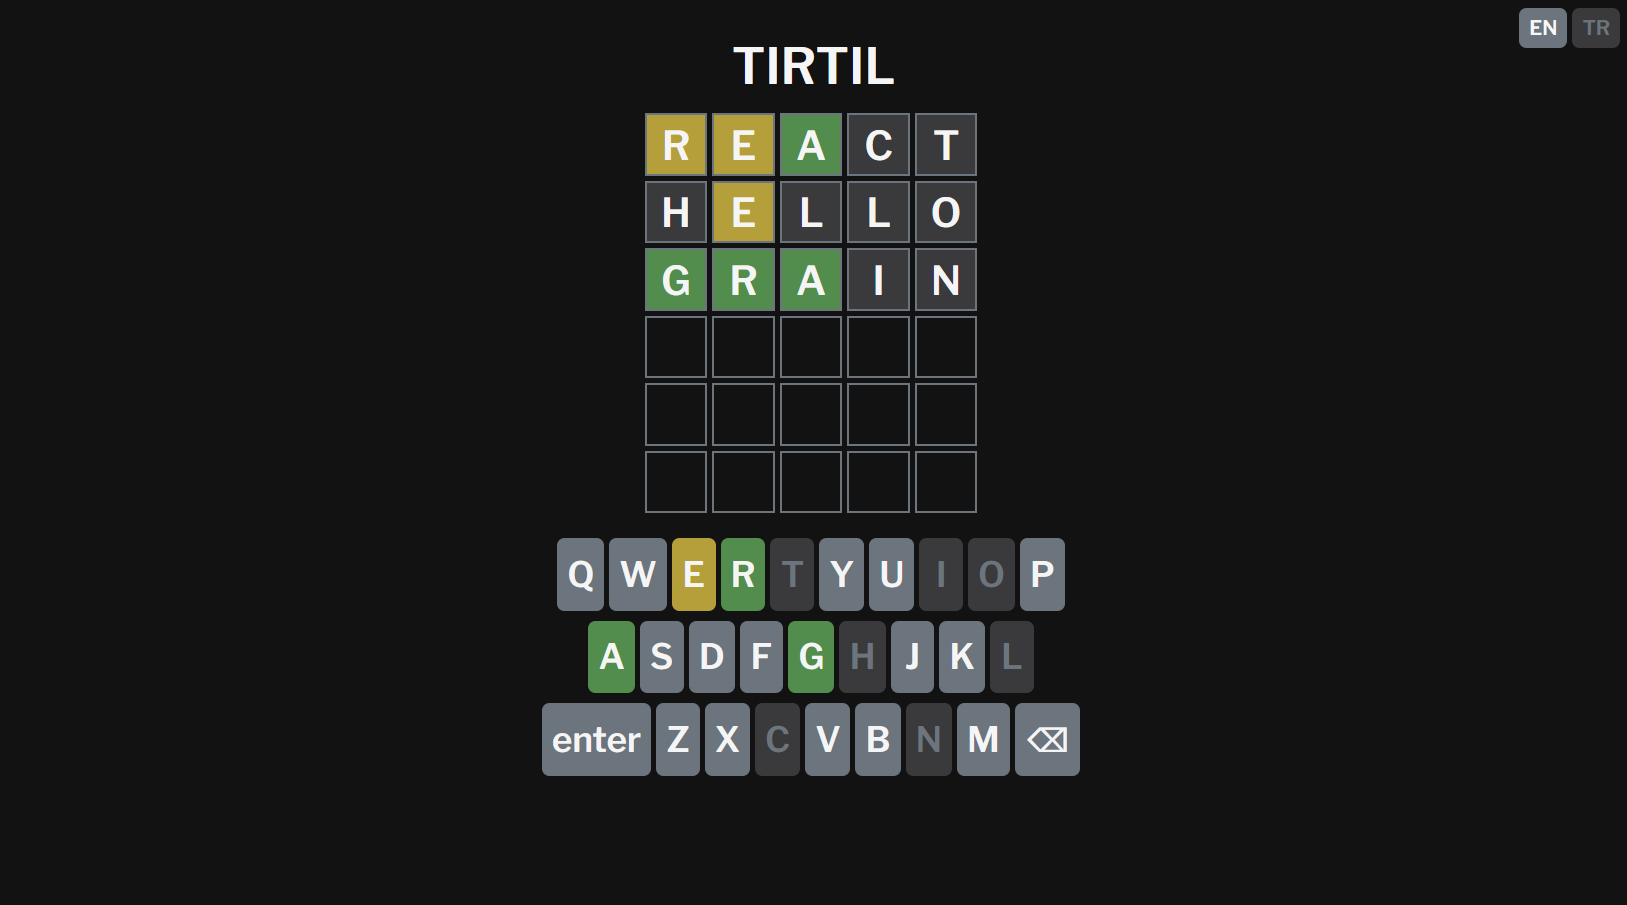 EN TR
TIRTIL
R E A C T
H E L L O
G R A I N
Q W E R T Y U I O P
A S D F G H J K L
enter Z X C V B N M ⌫